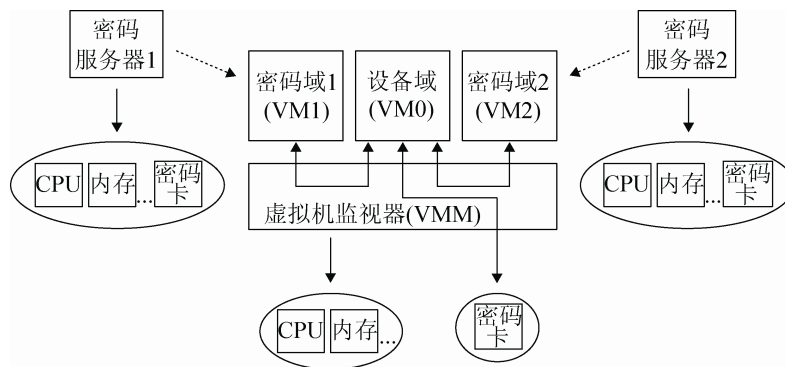 密码
服务器1
密码
服务器2
密码域1
(VM1)
设备域
(VM0)
密码域2
(VM2)
CPU
内存
...
密码
卡
虚拟机监视器(VMM)
CPU
内存
...
密码
卡
CPU
内存
...
密码
卡